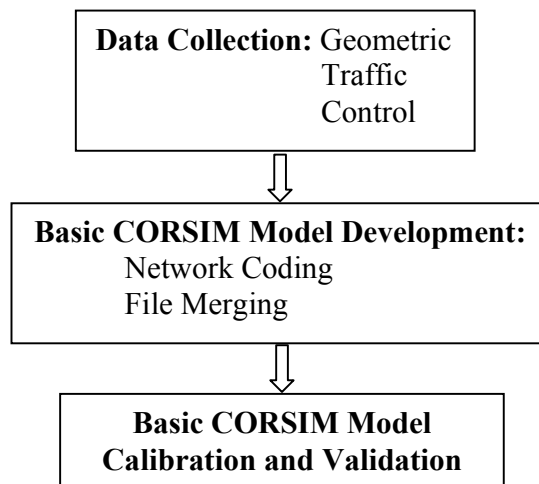 Data Collection: Geometric
Traffic
Control
Basic CORSIM Model Development:
Network Coding
File Merging
Basic CORSIM Model
Calibration and Validation